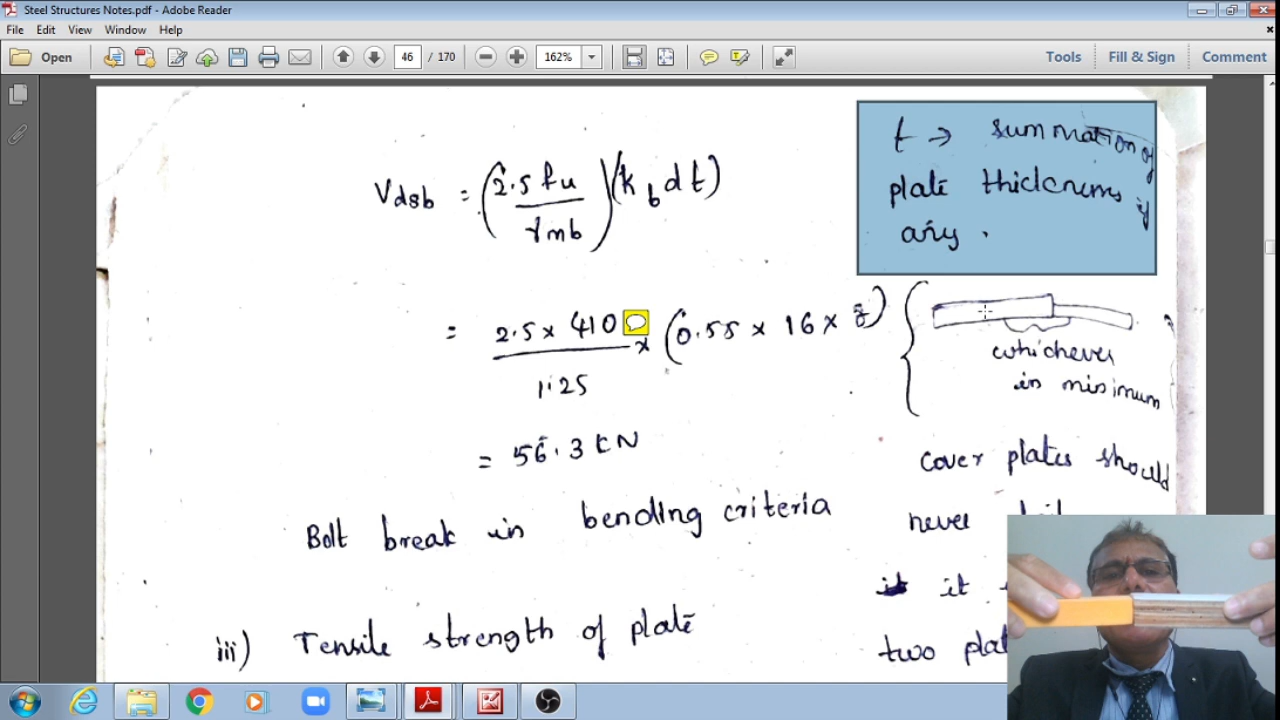 Steel Structures Notes.pdf - Adobe Reader
File Edit View Window Help
Open 46 / 170 162% Tools Fill & Sign Comment
t → summation of
plate thickness if
any.
Vdsb = (2.5 fu / γmb) (kb dt)
= 2.5 x 410 / 1.25 x (0.55 x 16 x 8)
whichever
in minimum
= 56.3 kN
cover plates should
never
Bolt break in bending criteria
it
iii) Tensile strength of plate
two